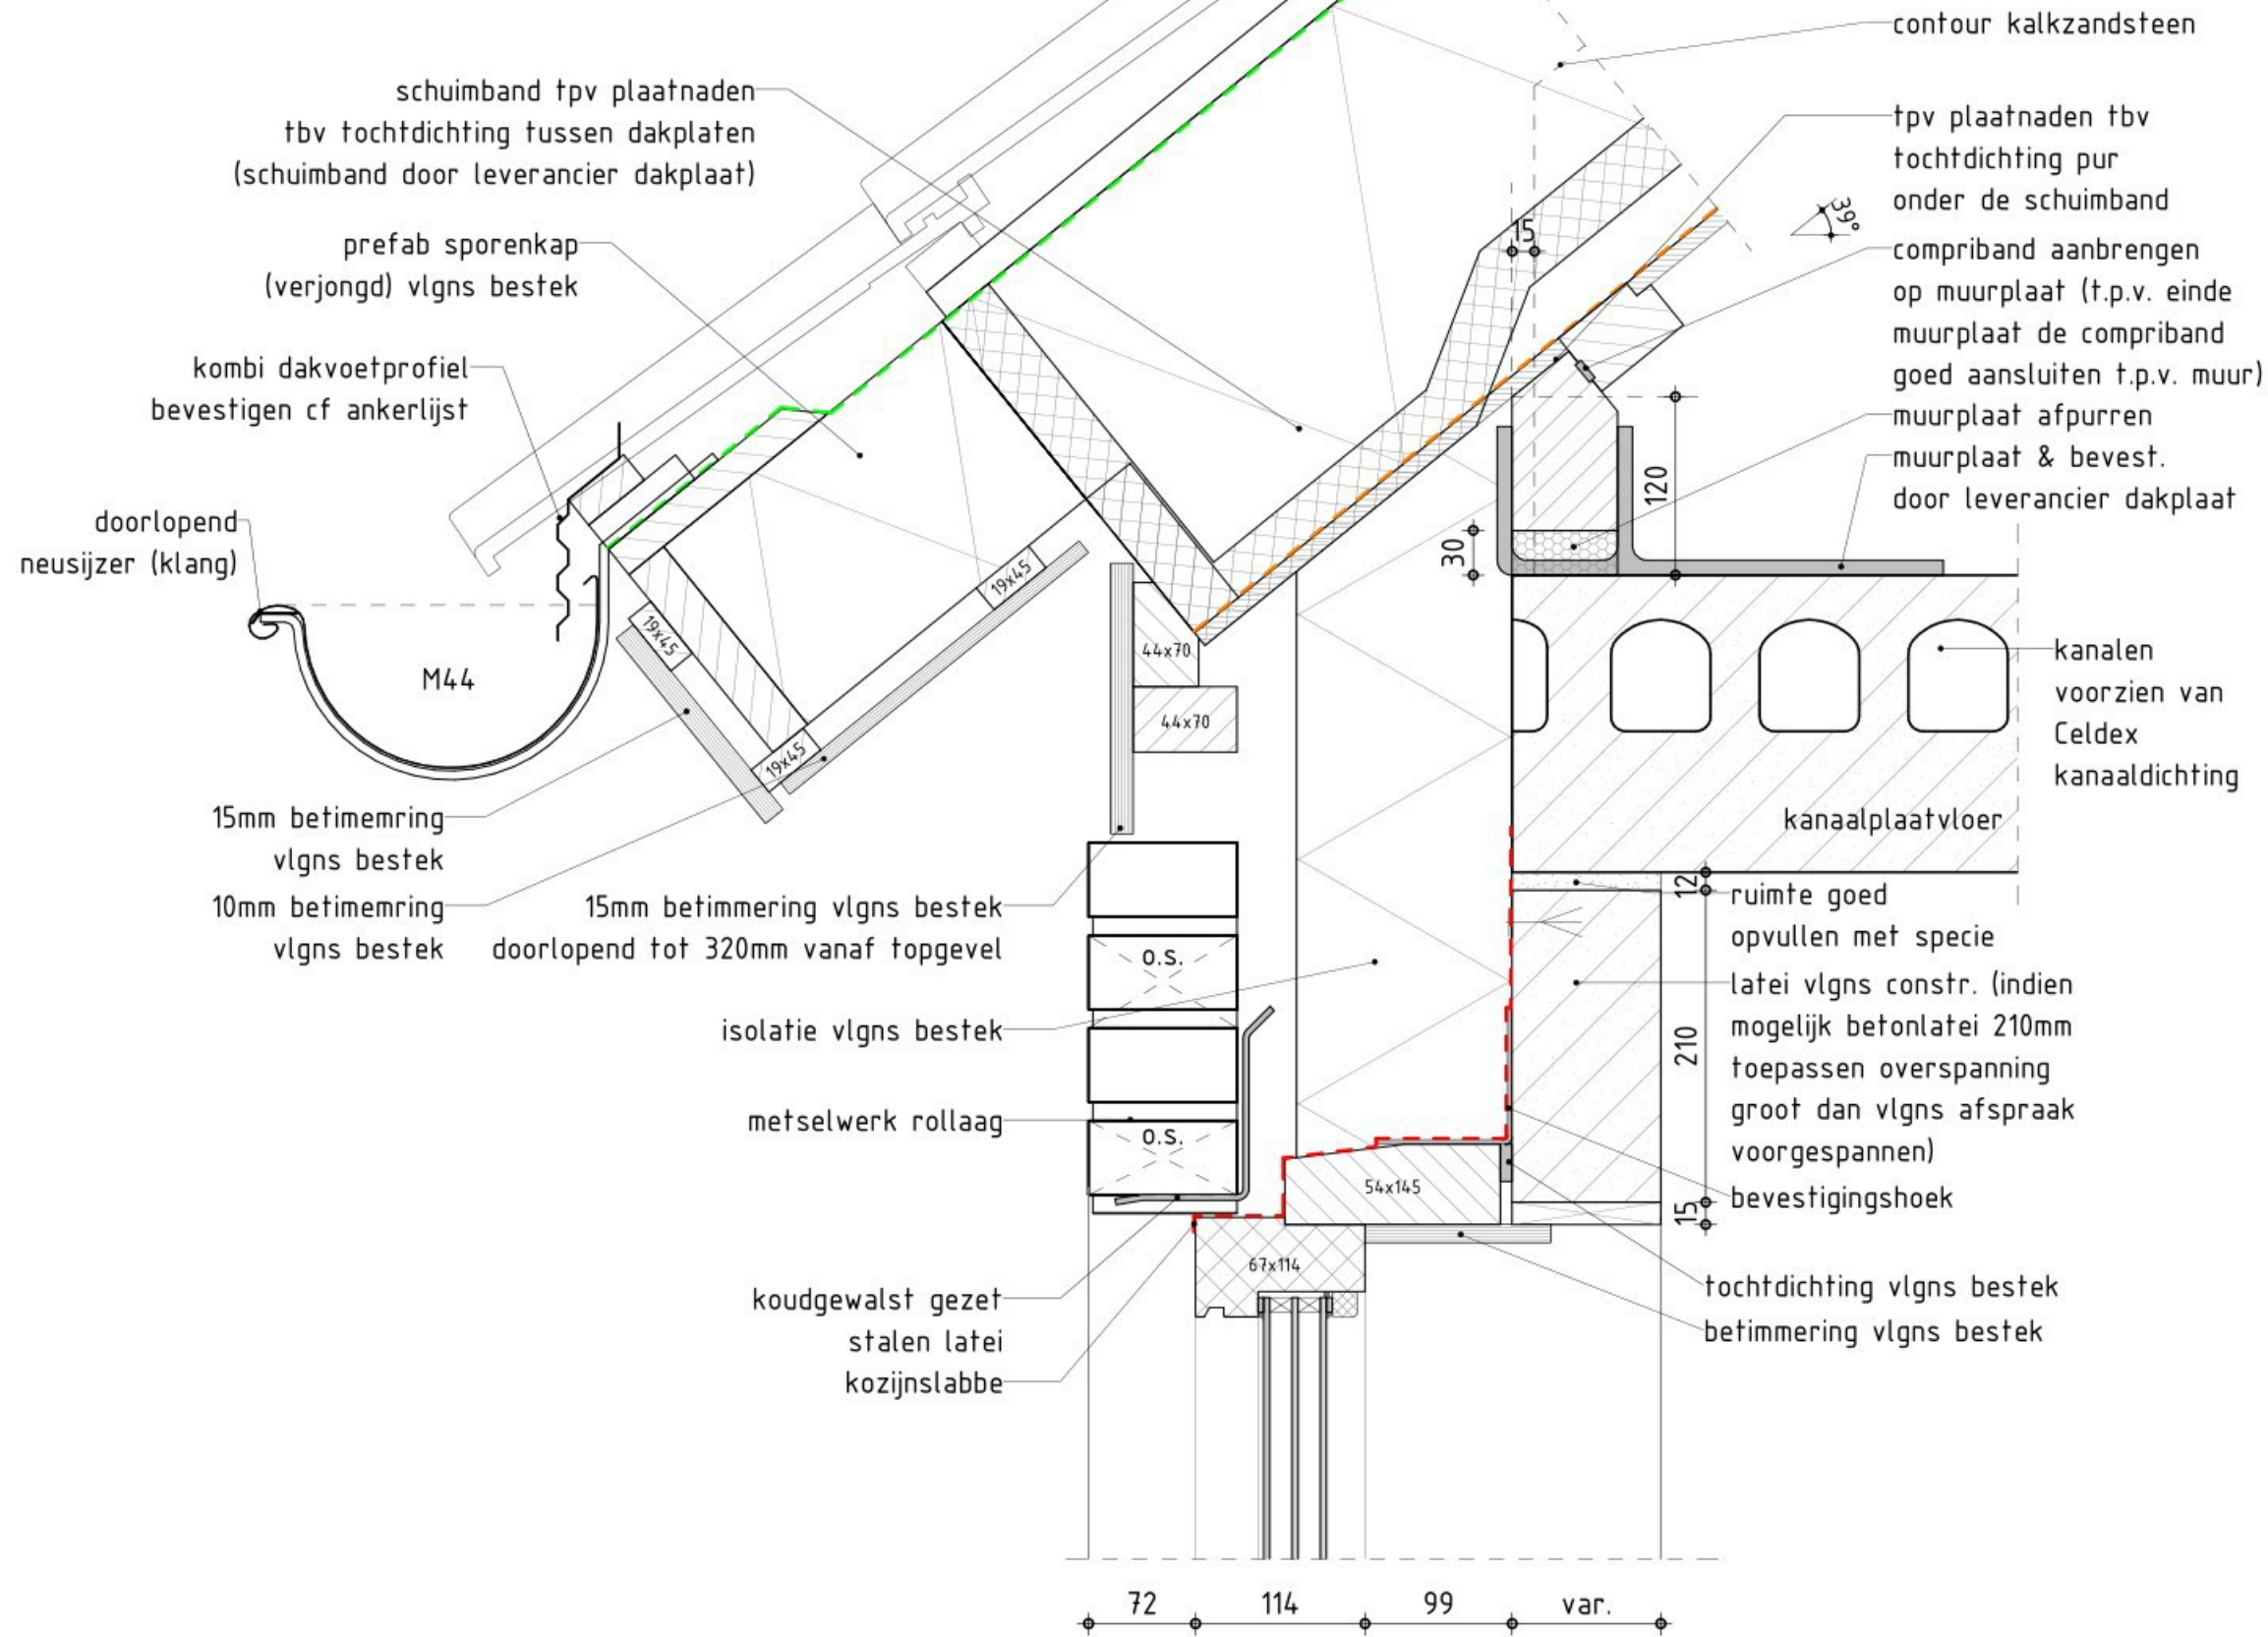 contour kalkzandsteen
schuimband tpv plaatnaden
tbv tochtdichting tussen dakplaten
(schuimband door leverancier dakplaat)
tpv plaatnaden tbv
tochtdichting pur
onder de schuimband
39°
15
prefab sporenkap
(verjongd) vlgns bestek
compriband aanbrengen
op muurplaat (t.p.v. einde
muurplaat de compriband
goed aansluiten t.p.v. muur)
kombi dakvoetprofiel
bevestigen cf ankerlijst
muurplaat afpurren
muurplaat & bevest.
door leverancier dakplaat
120
30
doorlopend
neusijzer (klang)
M44
19x45
19x45
19x45
44x70
44x70
kanalen
voorzien van
Celdex
kanaaldichting
kanaalplaatvloer
15mm betimemring
vlgns bestek
10mm betimemring
vlgns bestek
15mm betimmering vlgns bestek
doorlopend tot 320mm vanaf topgevel
12
ruimte goed
opvullen met specie
o.s.
isolatie vlgns bestek
210
latei vlgns constr. (indien
mogelijk betonlatei 210mm
toepassen overspanning
groot dan vlgns afspraak
voorgespannen)
metselwerk rollaag
o.s.
54x145
15
bevestigingshoek
67x114
koudgewalst gezet
stalen latei
kozijnslabbe
tochtdichting vlgns bestek
betimmering vlgns bestek
72
114
99
var.